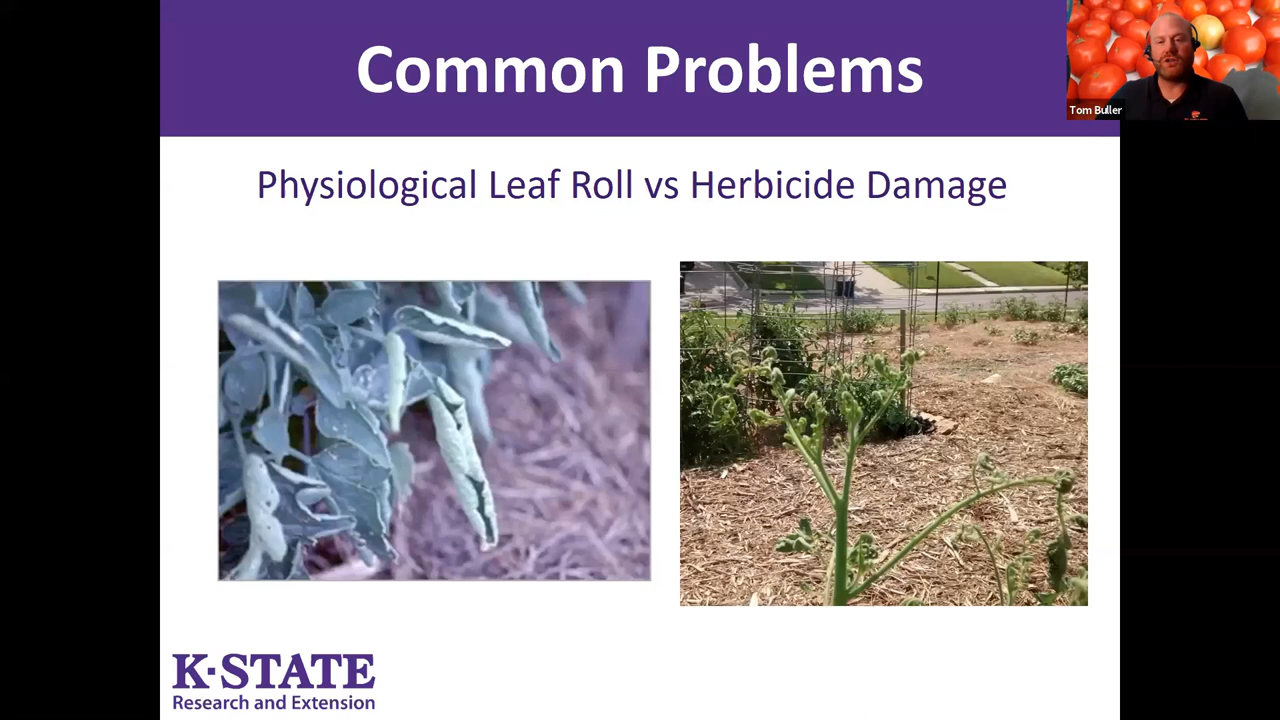 Common Problems
Tom Buller
Physiological Leaf Roll vs Herbicide Damage
K·STATE
Research and Extension